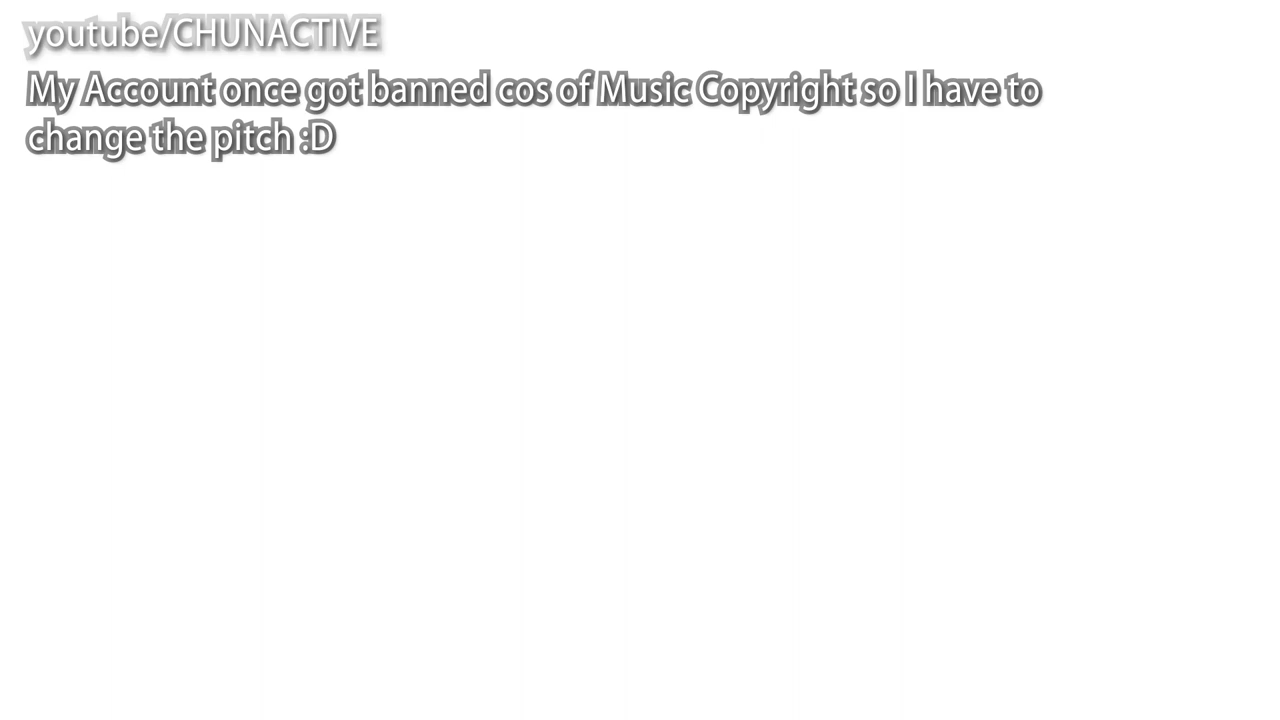 youtube/CHUNACTIVE
My Account once got banned cos of Music Copyright so I have to
change the pitch :D